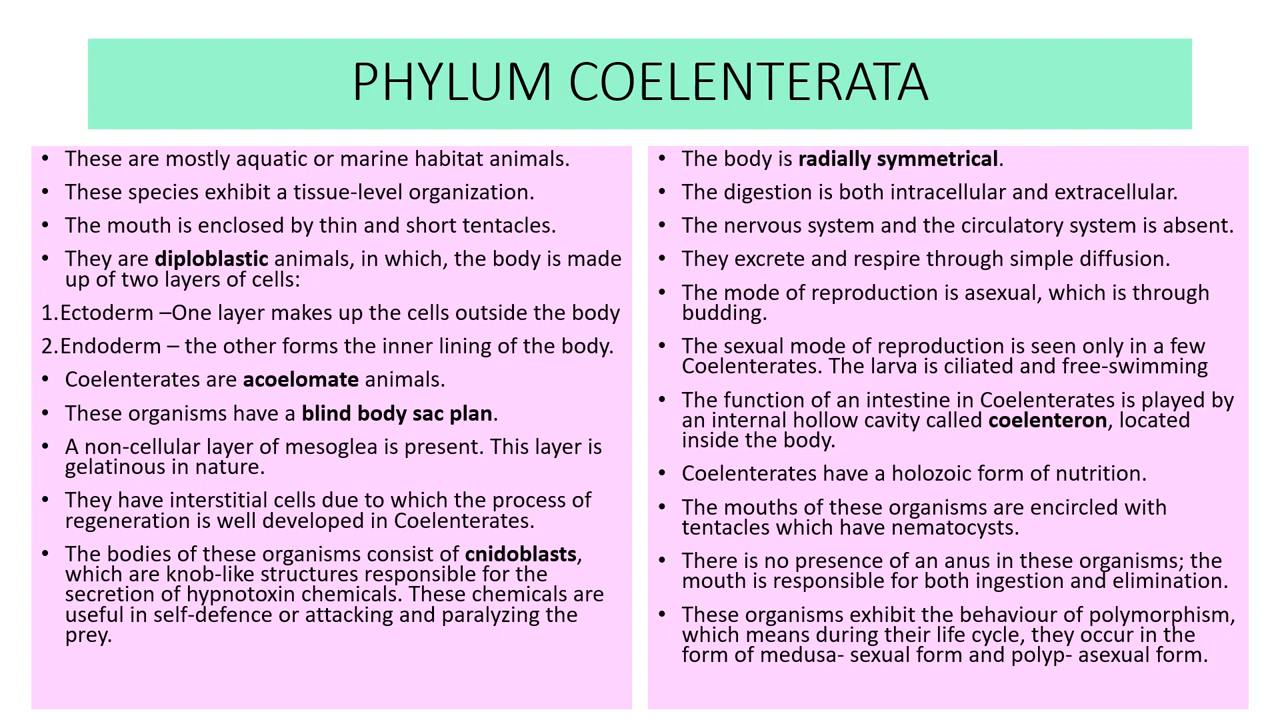 PHYLUM COELENTERATA
• These are mostly aquatic or marine habitat animals.
• These species exhibit a tissue-level organization.
• The mouth is enclosed by thin and short tentacles.
• They are diploblastic animals, in which, the body is made
up of two layers of cells:
1.Ectoderm –One layer makes up the cells outside the body
2.Endoderm – the other forms the inner lining of the body.
• Coelenterates are acoelomate animals.
• These organisms have a blind body sac plan.
• A non-cellular layer of mesoglea is present. This layer is
gelatinous in nature.
• They have interstitial cells due to which the process of
regeneration is well developed in Coelenterates.
• The bodies of these organisms consist of cnidoblasts,
which are knob-like structures responsible for the
secretion of hypnotoxin chemicals. These chemicals are
useful in self-defence or attacking and paralyzing the
prey.
• The body is radially symmetrical.
• The digestion is both intracellular and extracellular.
• The nervous system and the circulatory system is absent.
• They excrete and respire through simple diffusion.
• The mode of reproduction is asexual, which is through
budding.
• The sexual mode of reproduction is seen only in a few
Coelenterates. The larva is ciliated and free-swimming
• The function of an intestine in Coelenterates is played by
an internal hollow cavity called coelenteron, located
inside the body.
• Coelenterates have a holozoic form of nutrition.
• The mouths of these organisms are encircled with
tentacles which have nematocysts.
• There is no presence of an anus in these organisms; the
mouth is responsible for both ingestion and elimination.
• These organisms exhibit the behaviour of polymorphism,
which means during their life cycle, they occur in the
form of medusa- sexual form and polyp- asexual form.